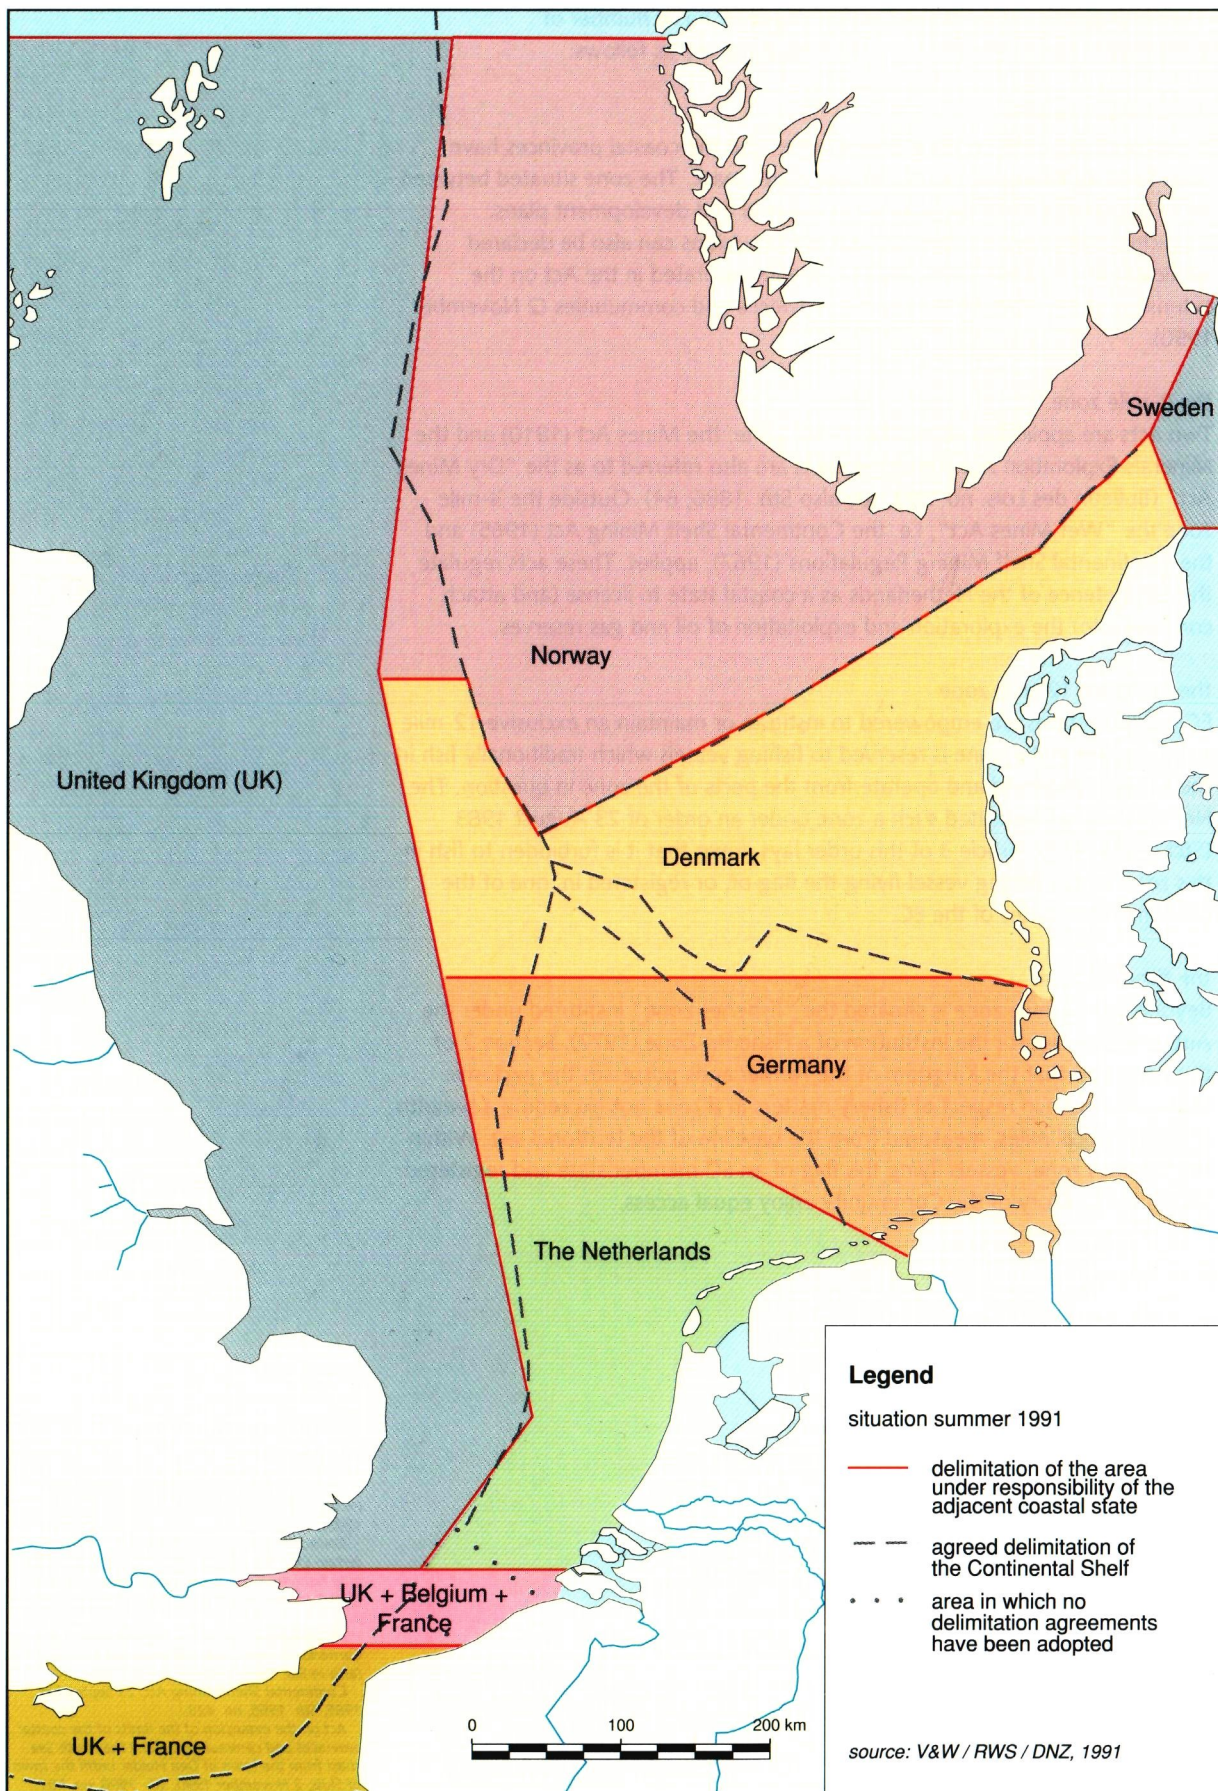 Sweden
Norway
United Kingdom (UK)
Denmark
Germany
The Netherlands
UK + Belgium +
France
UK + France
Legend
situation summer 1991
delimitation of the area
under responsibility of the
adjacent coastal state
agreed delimitation of
the Continental Shelf
area in which no
delimitation agreements
have been adopted
0 100 200 km
source: V&W / RWS / DNZ, 1991